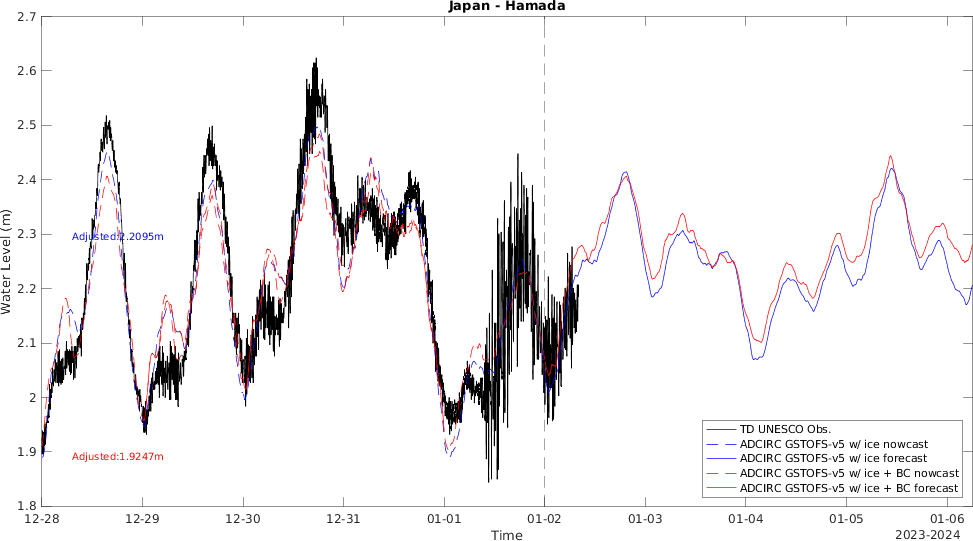 Japan - Hamada
2.7
2.6
2.5
2.4
2.3
2.2
2.1
2
1.9
1.8
Water Level (m)
Adjusted:2.2095m
Adjusted:1.9247m
TD UNESCO Obs.
ADCIRC GSTOFS-v5 w/ ice nowcast
ADCIRC GSTOFS-v5 w/ ice forecast
ADCIRC GSTOFS-v5 w/ ice + BC nowcast
ADCIRC GSTOFS-v5 w/ ice + BC forecast
12-28 12-29 12-30 12-31 01-01 01-02 01-03 01-04 01-05 01-06
Time
2023-2024